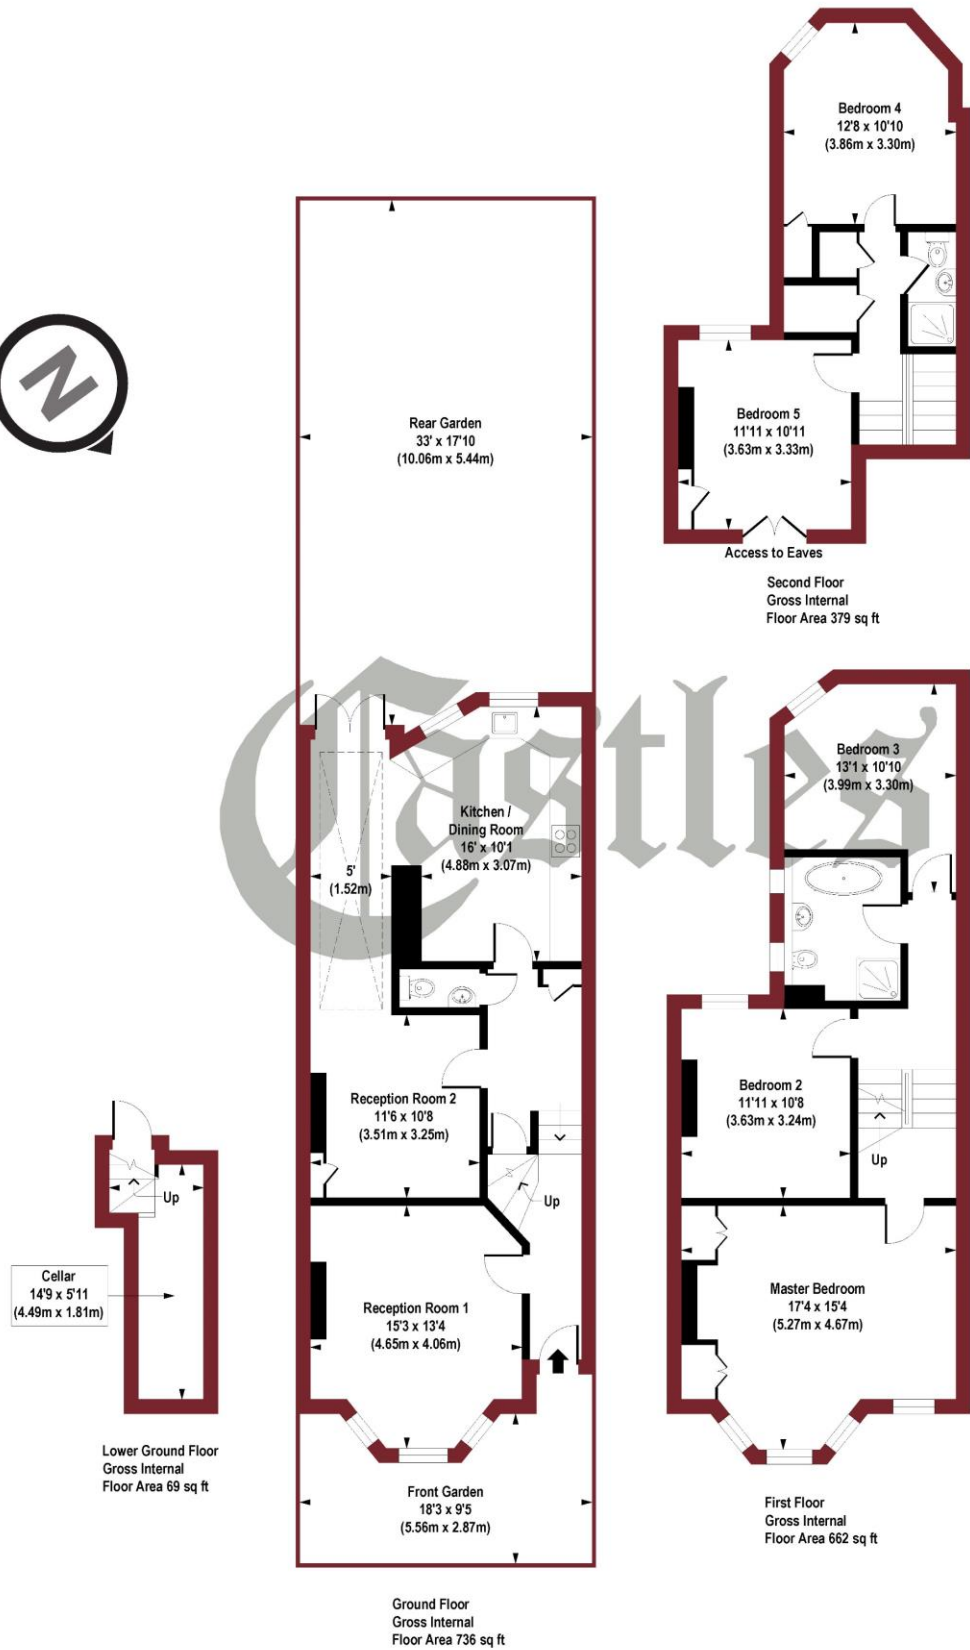 Bedroom 4
12'8 x 10'10
(3.86m x 3.30m)
Bedroom 5
11'11 x 10'11
(3.63m x 3.33m)
Access to Eaves
Second Floor
Gross Internal
Floor Area 379 sq ft
N
Rear Garden
33' x 17'10
(10.06m x 5.44m)
Castles
Kitchen /
Dining Room
16' x 10'1
(4.88m x 3.07m)
5'
(1.52m)
Reception Room 2
11'6 x 10'8
(3.51m x 3.25m)
Up
Reception Room 1
15'3 x 13'4
(4.65m x 4.06m)
Front Garden
18'3 x 9'5
(5.56m x 2.87m)
Ground Floor
Gross Internal
Floor Area 736 sq ft
Up
Cellar
14'9 x 5'11
(4.49m x 1.81m)
Lower Ground Floor
Gross Internal
Floor Area 69 sq ft
Bedroom 3
13'1 x 10'10
(3.99m x 3.30m)
Bedroom 2
11'11 x 10'8
(3.63m x 3.24m)
Up
Master Bedroom
17'4 x 15'4
(5.27m x 4.67m)
First Floor
Gross Internal
Floor Area 662 sq ft